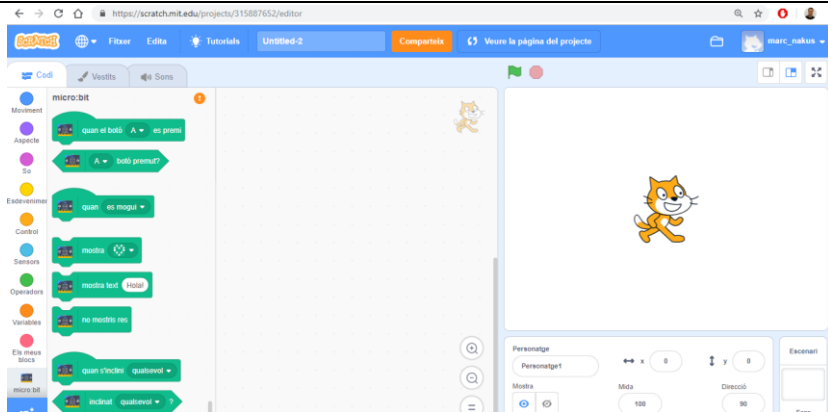 https://scratch.mit.edu/projects/315887652/editor
SCRATCH Fitxer Edita Tutorials Untitled-2 Comparteix Veure la pàgina del projecte marc_nakus
Codi Vestits Sons
micro:bit
Moviment
Aspecte
So
Esdeveniments
Control
Sensors
Operadors
Variables
Els meus
blocs
micro:bit
quan el botó A es premi
A botó premut?
quan es mogui
mostra
mostra text Hola!
no mostris res
quan s'inclini qualsevol
inclinat qualsevol ?
Personatge
Personatge1 x 0 y 0
Mostra Mida 100 Direcció 90
Escenari